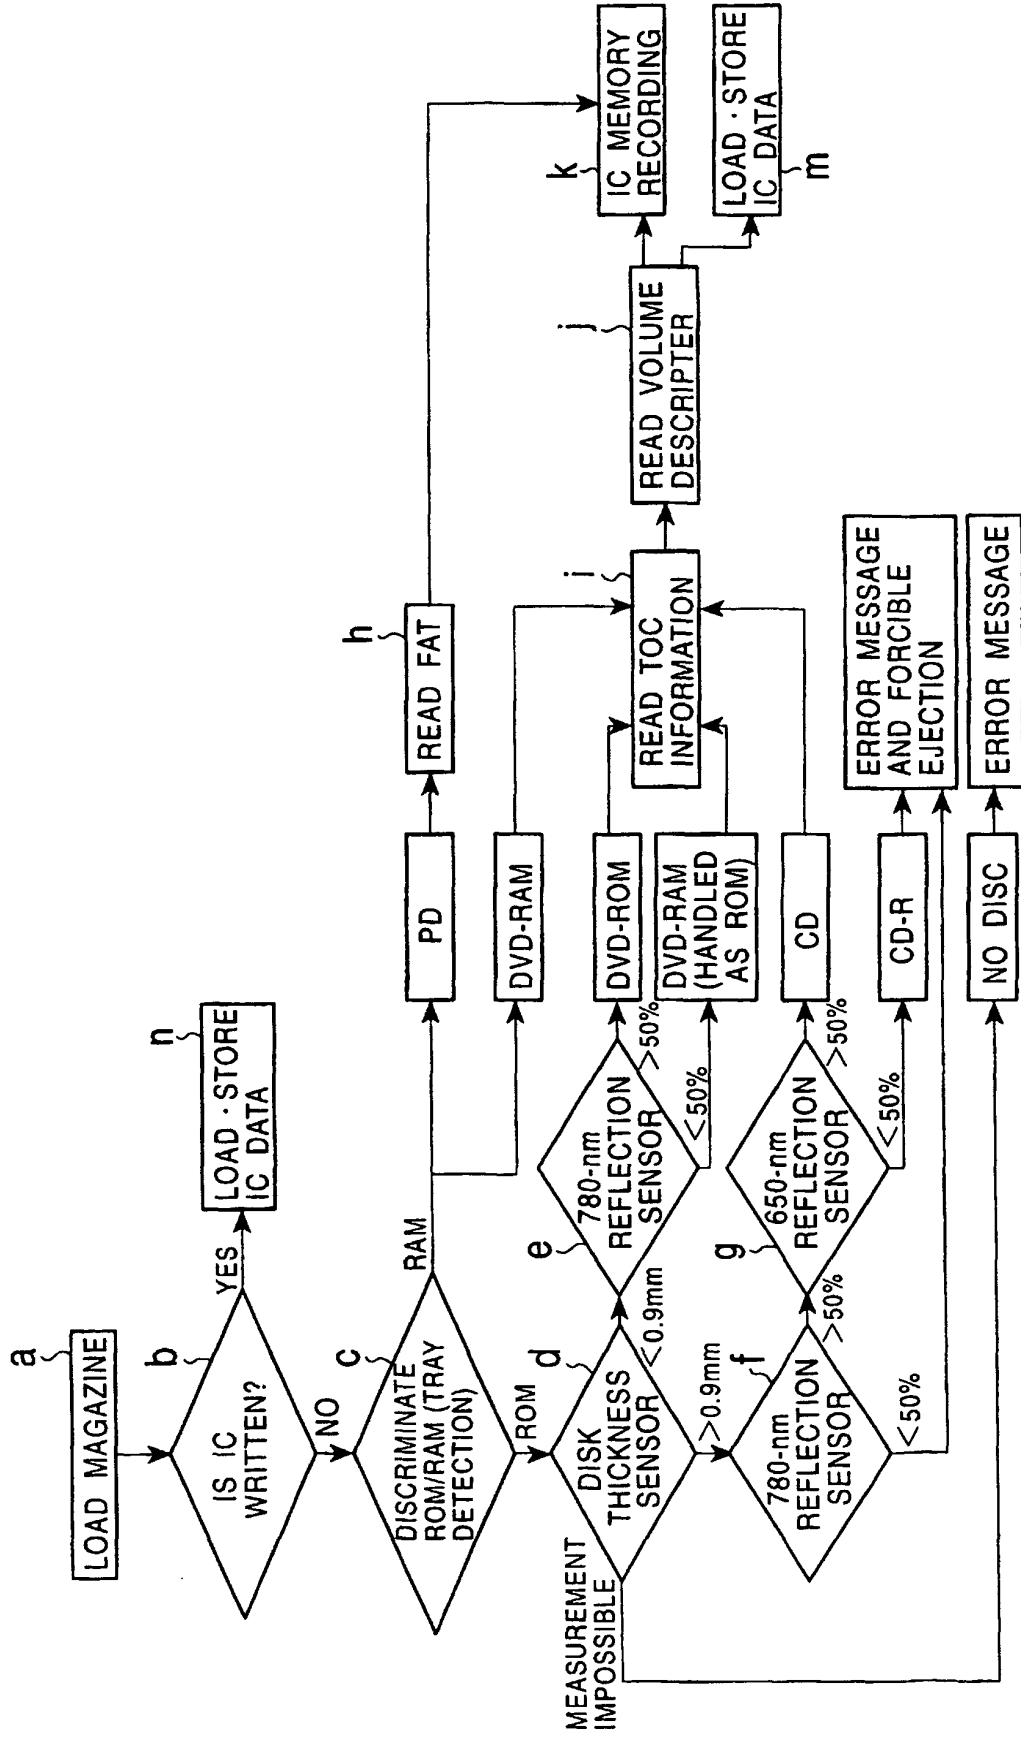 a
LOAD MAGAZINE
b
IS IC
WRITTEN?
YES
n
LOAD · STORE
IC DATA
NO
c
DISCRIMINATE
ROM/RAM (TRAY
DETECTION)
RAM
PD
h
READ FAT
DVD-RAM
ROM
d
DISK
THICKNESS
SENSOR
<0.9mm
e
780-nm
REFLECTION
SENSOR
>50%
DVD-ROM
<50%
DVD-RAM
(HANDLED
AS ROM)
i
READ TOC
INFORMATION
j
READ VOLUME
DESCRIPTER
k
IC MEMORY
RECORDING
LOAD · STORE
IC DATA
m
>0.9mm
f
780-nm
REFLECTION
SENSOR
>50%
g
650-nm
REFLECTION
SENSOR
>50%
CD
<50%
CD-R
<50%
ERROR MESSAGE
AND FORCIBLE
EJECTION
MEASUREMENT
IMPOSSIBLE
NO DISC
ERROR MESSAGE